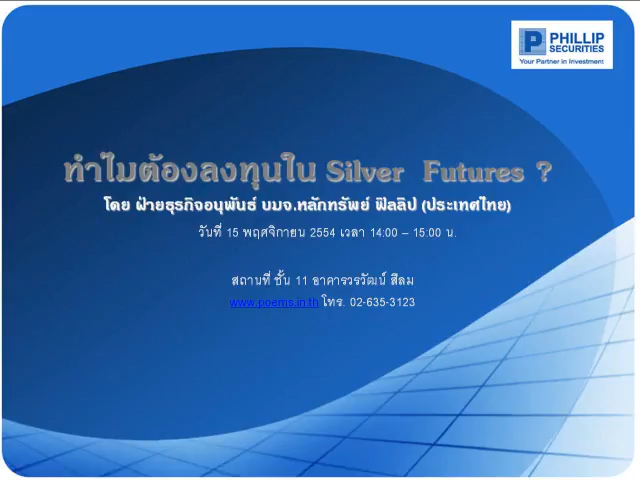 PHILLIP
SECURITIES
Your Partner in Investment
ทำไมต้องลงทุนใน Silver Futures ?
โดย ฝ่ายธุรกิจอนุพันธ์ บมจ.หลักทรัพย์ ฟิลลิป (ประเทศไทย)
วันที่ 15 พฤศจิกายน 2554 เวลา 14:00 – 15:00 น.
สถานที่ ชั้น 11 อาคารวรวัฒน์ สีลม
www.poems.in.th โทร. 02-635-3123